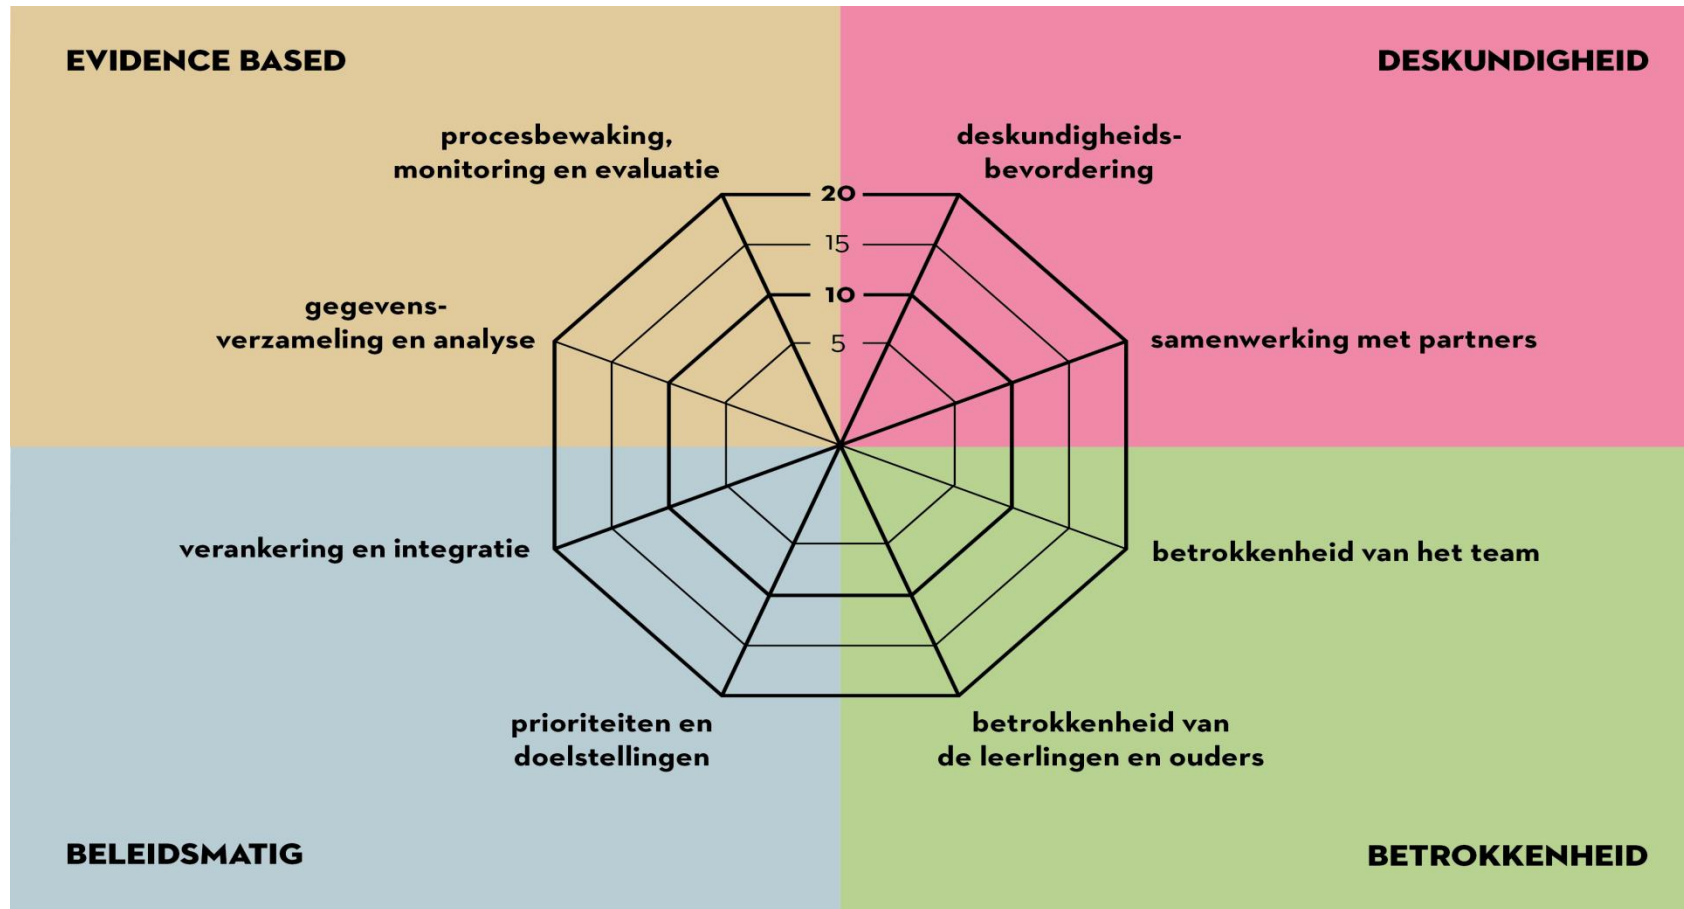 EVIDENCE BASED
DESKUNDIGHEID
procesbewaking,
monitoring en evaluatie
deskundigheids-
bevordering
20
15
10
5
gegevens-
verzameling en analyse
samenwerking met partners
verankering en integratie
betrokkenheid van het team
prioriteiten en
doelstellingen
betrokkenheid van
de leerlingen en ouders
BELEIDSMATIG
BETROKKENHEID